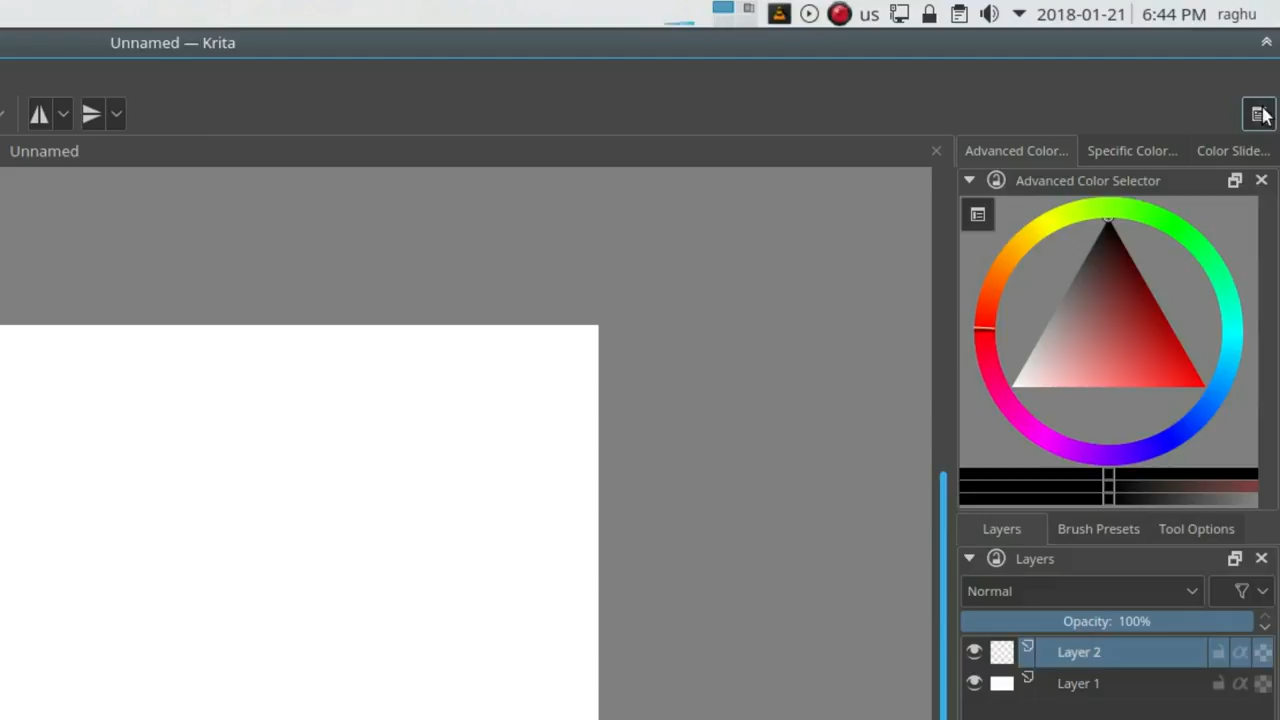 us 2018-01-21 6:44 PM raghu
Unnamed — Krita
Unnamed
Advanced Color... Specific Color... Color Slide...
Advanced Color Selector
Layers Brush Presets Tool Options
Layers
Normal
Opacity: 100%
Layer 2
Layer 1